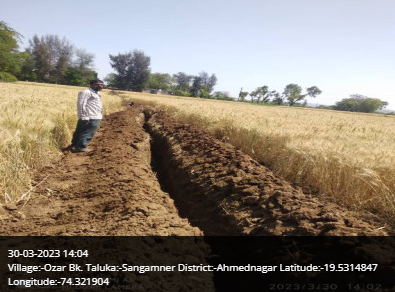 30-03-2023 14:04
2023/3/30 14:02
Village:-Ozar Bk. Taluka:-Sangamner District:-Ahmednagar Latitude:-19.5314847
Longitude:-74.321904